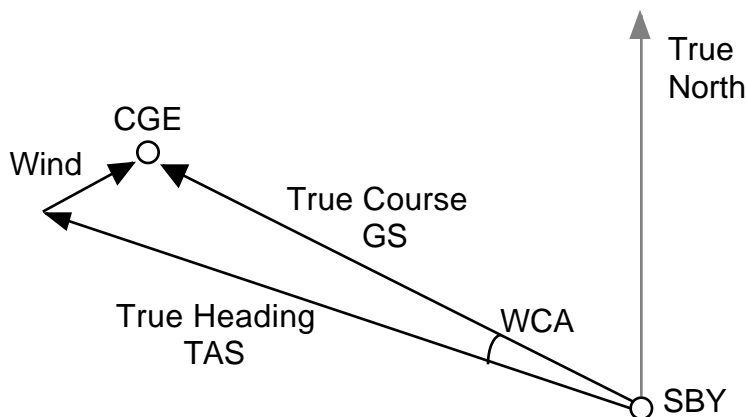 True
North
CGE
Wind
True Course
GS
True Heading
TAS
WCA
SBY